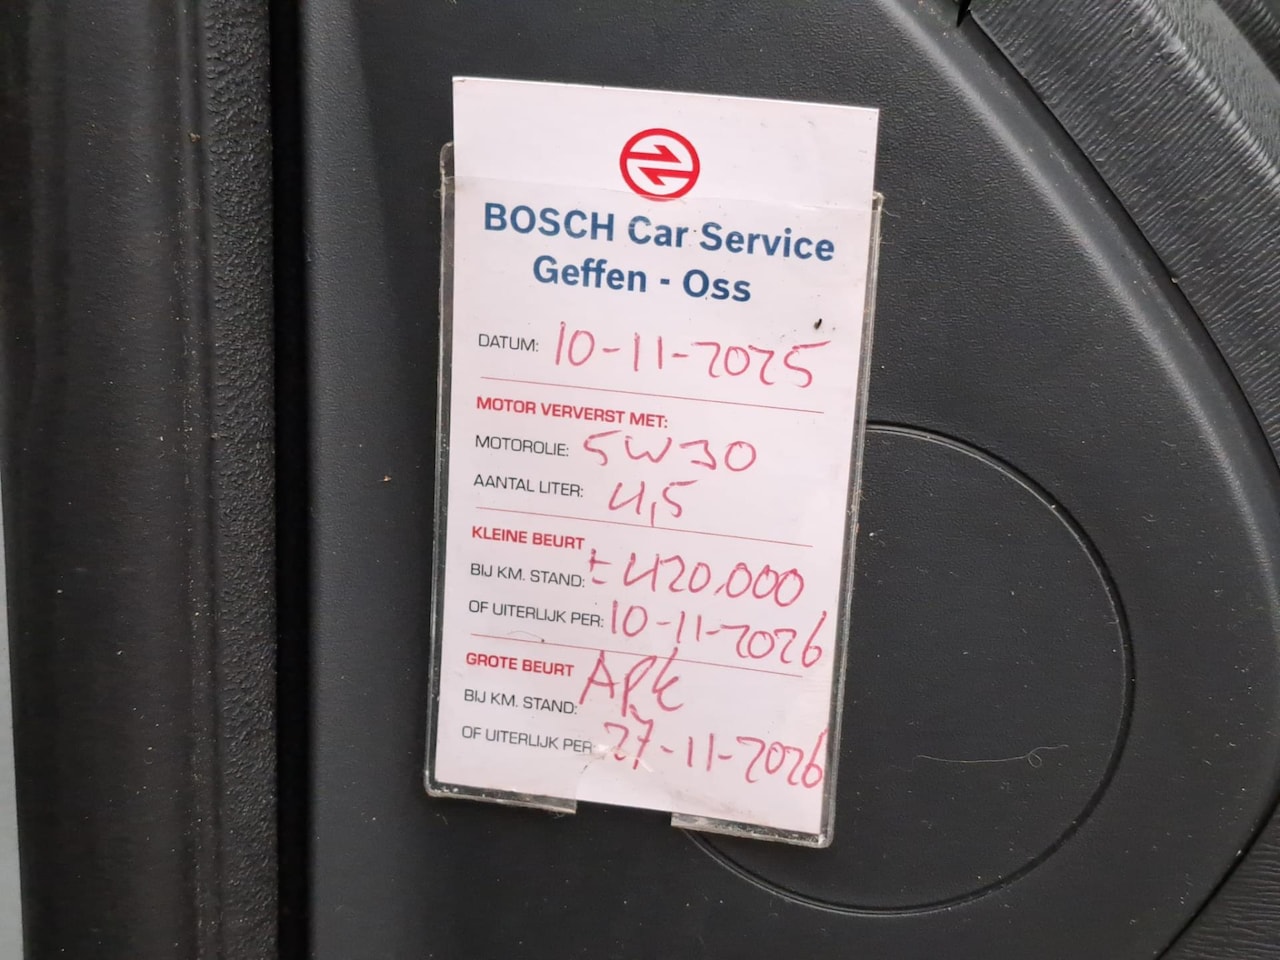 BOSCH Car Service
Geffen - Oss
DATUM: 10-11-2025
MOTOR VERVERST MET:
MOTOROLIE: 5W30
AANTAL LITER: 4,5
KLEINE BEURT
BIJ KM. STAND: ± 420.000
OF UITERLIJK PER: 10-11-2026
GROTE BEURT APK
BIJ KM. STAND:
OF UITERLIJK PER 27-11-2026